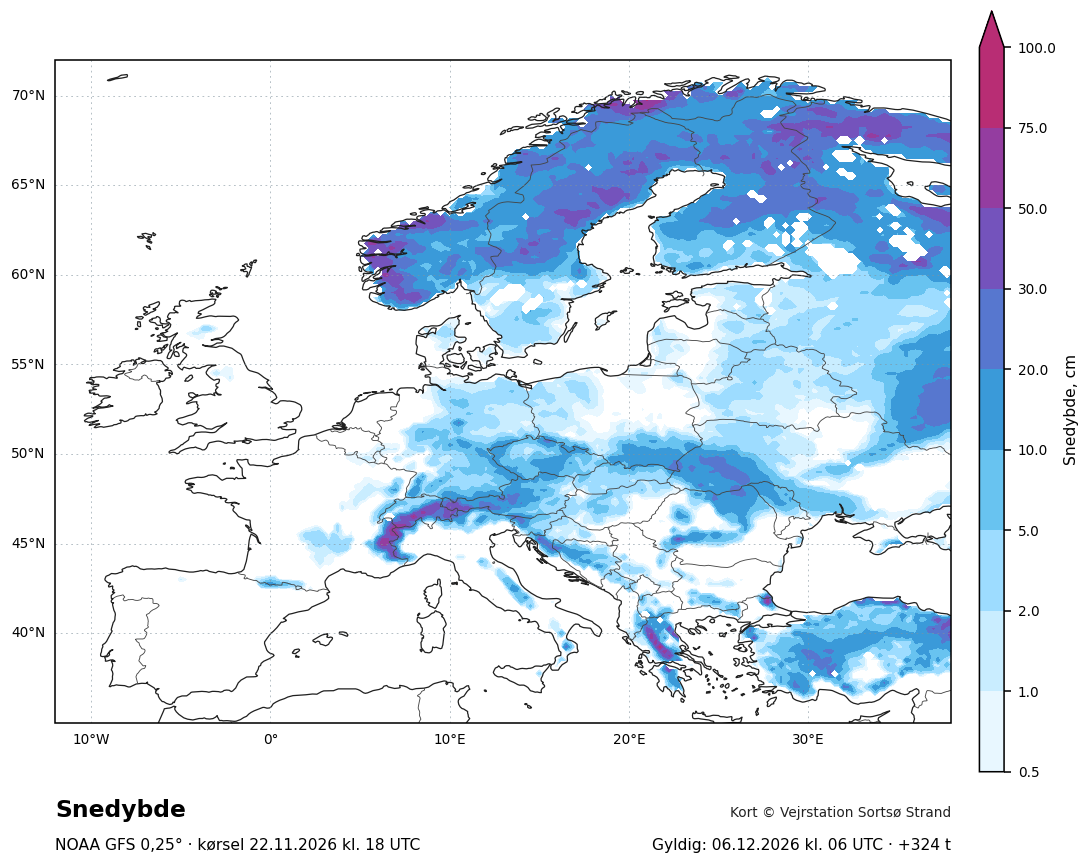 100.0
75.0
50.0
30.0
20.0
10.0
5.0
2.0
1.0
0.5
Snedybde, cm
70°N
65°N
60°N
55°N
50°N
45°N
40°N
10°W
0°
10°E
20°E
30°E
Snedybde
Kort © Vejrstation Sortsø Strand
NOAA GFS 0,25° · kørsel 22.11.2026 kl. 18 UTC
Gyldig: 06.12.2026 kl. 06 UTC · +324 t